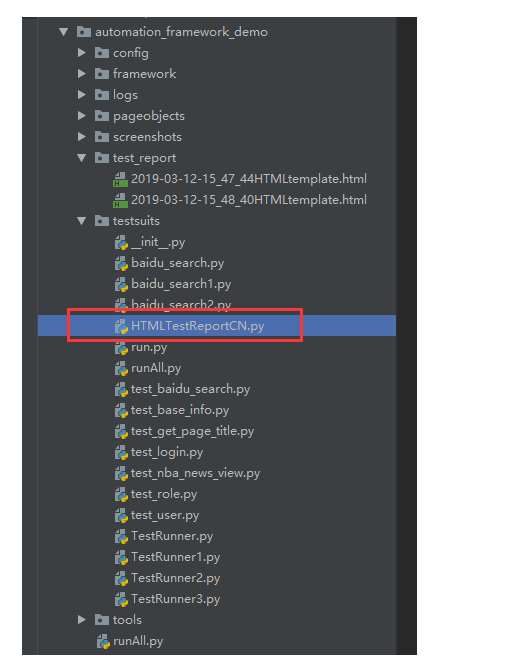 automation_framework_demo
config
framework
logs
pageobjects
screenshots
test_report
2019-03-12-15_47_44HTMLtemplate.html
2019-03-12-15_48_40HTMLtemplate.html
testsuits
__init__.py
baidu_search.py
baidu_search1.py
baidu_search2.py
HTMLTestReportCN.py
run.py
runAll.py
test_baidu_search.py
test_base_info.py
test_get_page_title.py
test_login.py
test_nba_news_view.py
test_role.py
test_user.py
TestRunner.py
TestRunner1.py
TestRunner2.py
TestRunner3.py
tools
runAll.py